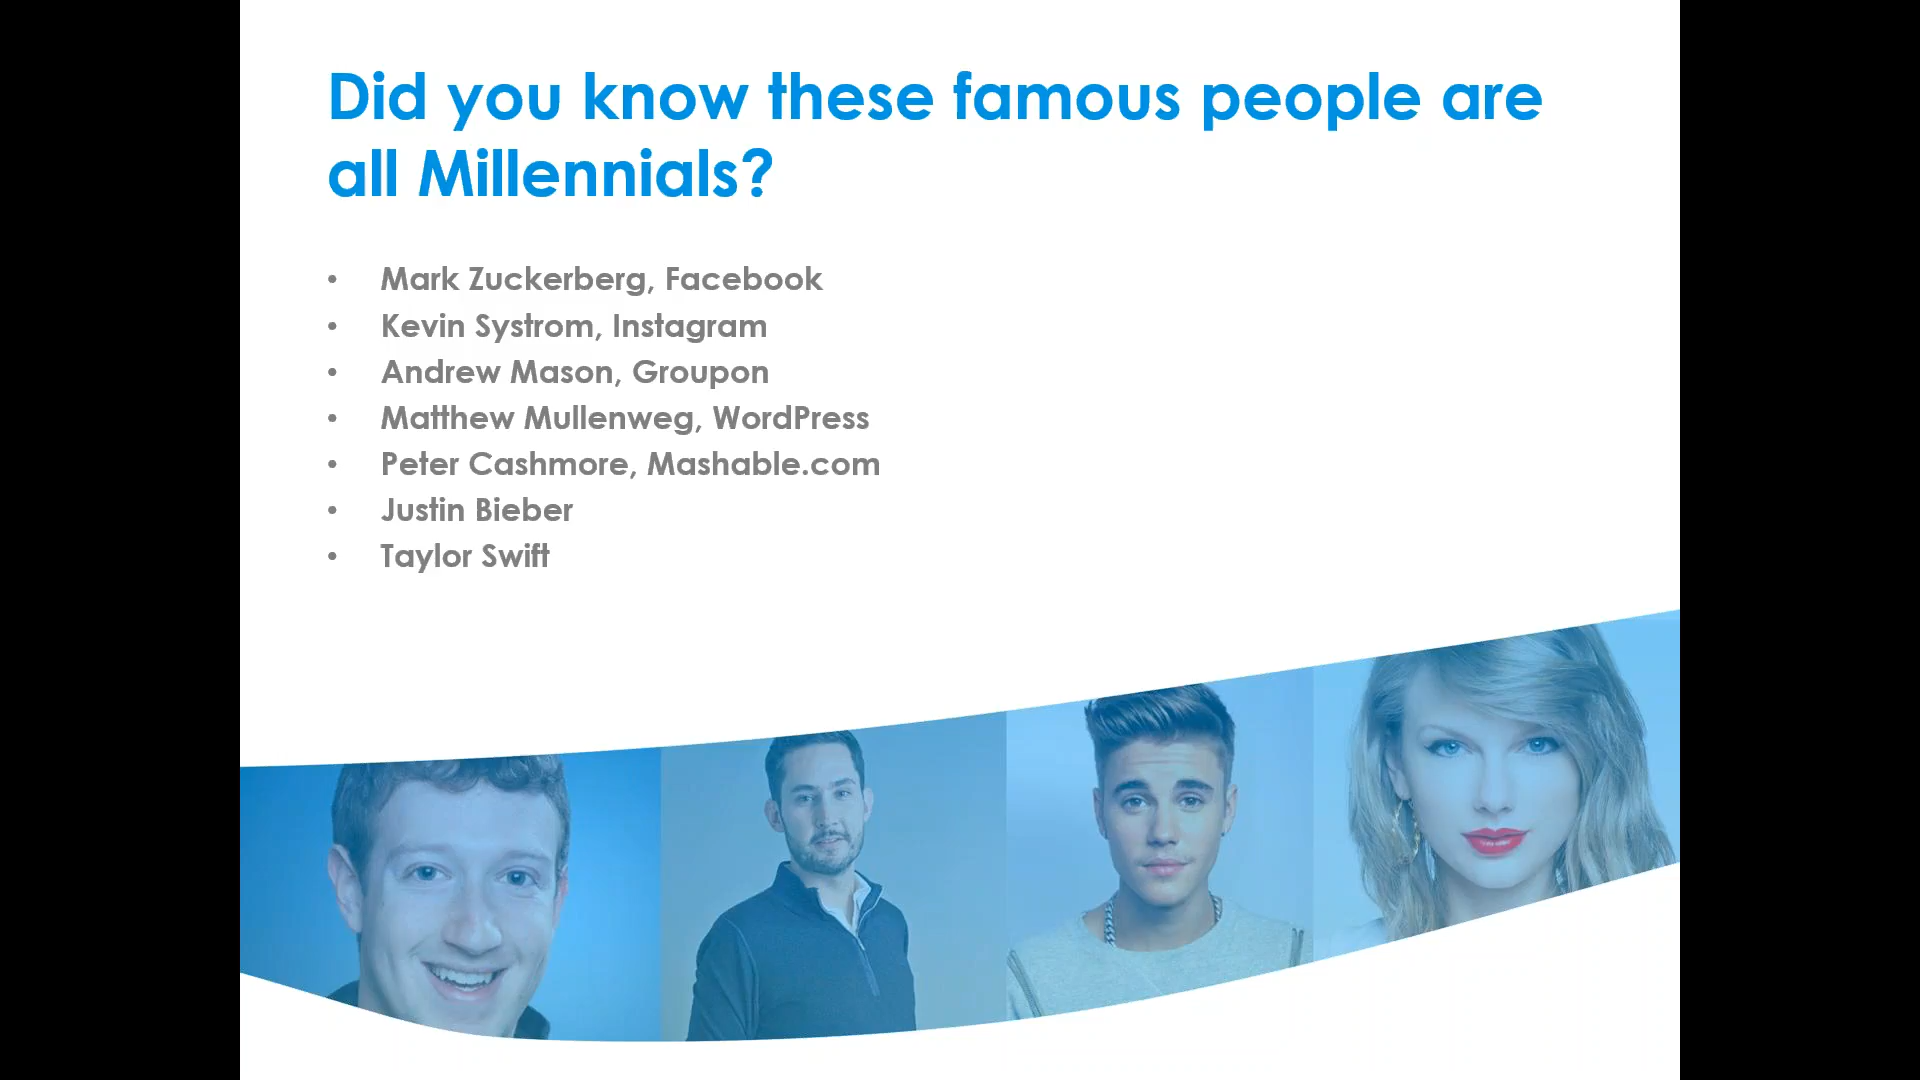 Did you know these famous people are
all Millennials?
• Mark Zuckerberg, Facebook
• Kevin Systrom, Instagram
• Andrew Mason, Groupon
• Matthew Mullenweg, WordPress
• Peter Cashmore, Mashable.com
• Justin Bieber
• Taylor Swift